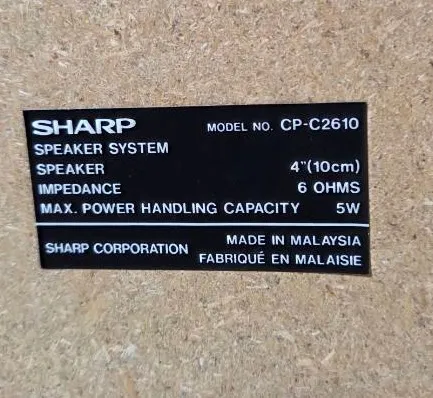 SHARP MODEL NO. CP-C2610
SPEAKER SYSTEM
SPEAKER 4"(10cm)
IMPEDANCE 6 OHMS
MAX. POWER HANDLING CAPACITY 5W
SHARP CORPORATION MADE IN MALAYSIA
FABRIQUÉ EN MALAISIE